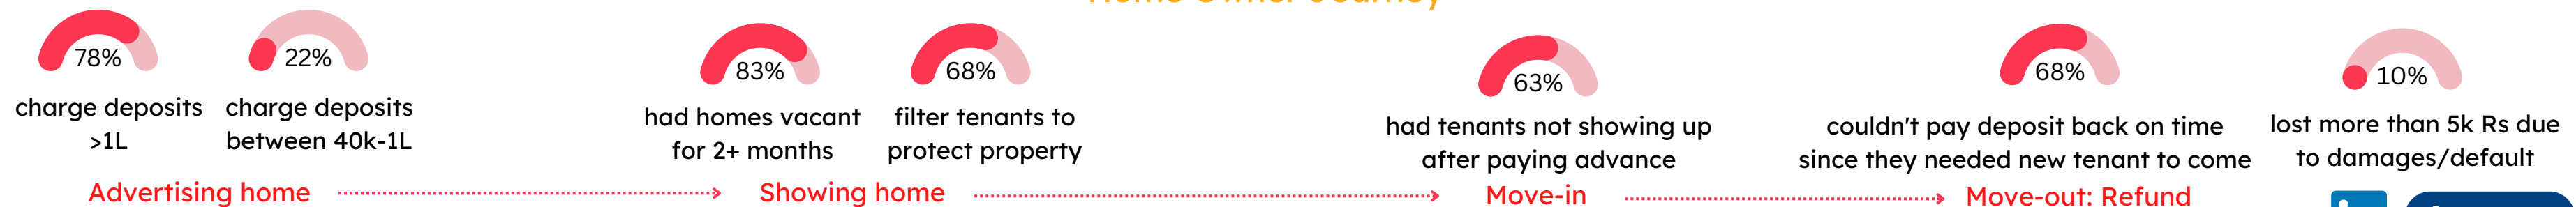 Home Owner's Journey
78%
charge deposits
>1L
22%
charge deposits
between 40k-1L
83%
had homes vacant
for 2+ months
68%
filter tenants to
protect property
63%
had tenants not showing up
after paying advance
68%
couldn't pay deposit back on time
since they needed new tenant to come
10%
lost more than 5k Rs due
to damages/default
Advertising home
Showing home
Move-in
Move-out: Refund